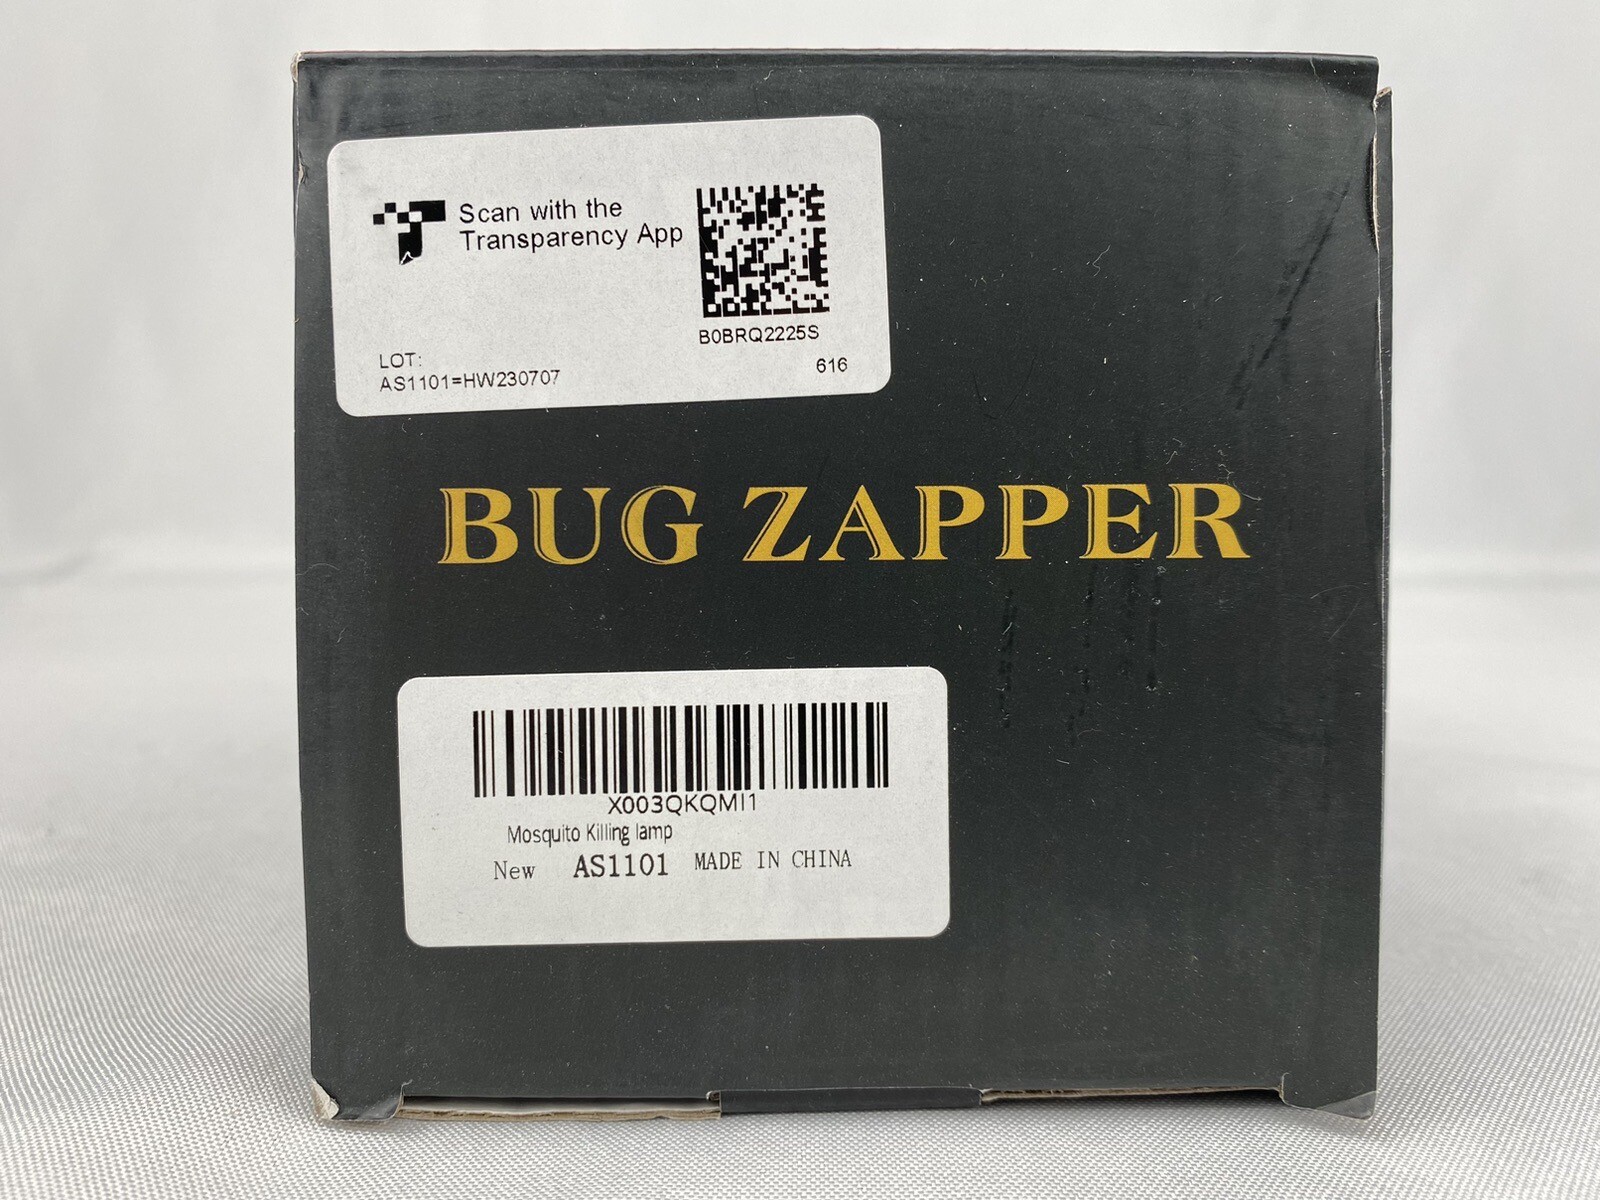 Scan with the
Transparency App
B0BRQ2225S
LOT:
AS1101=HW230707
616
BUG ZAPPER
X003QKQMI1
Mosquito Killing lamp
New AS1101 MADE IN CHINA